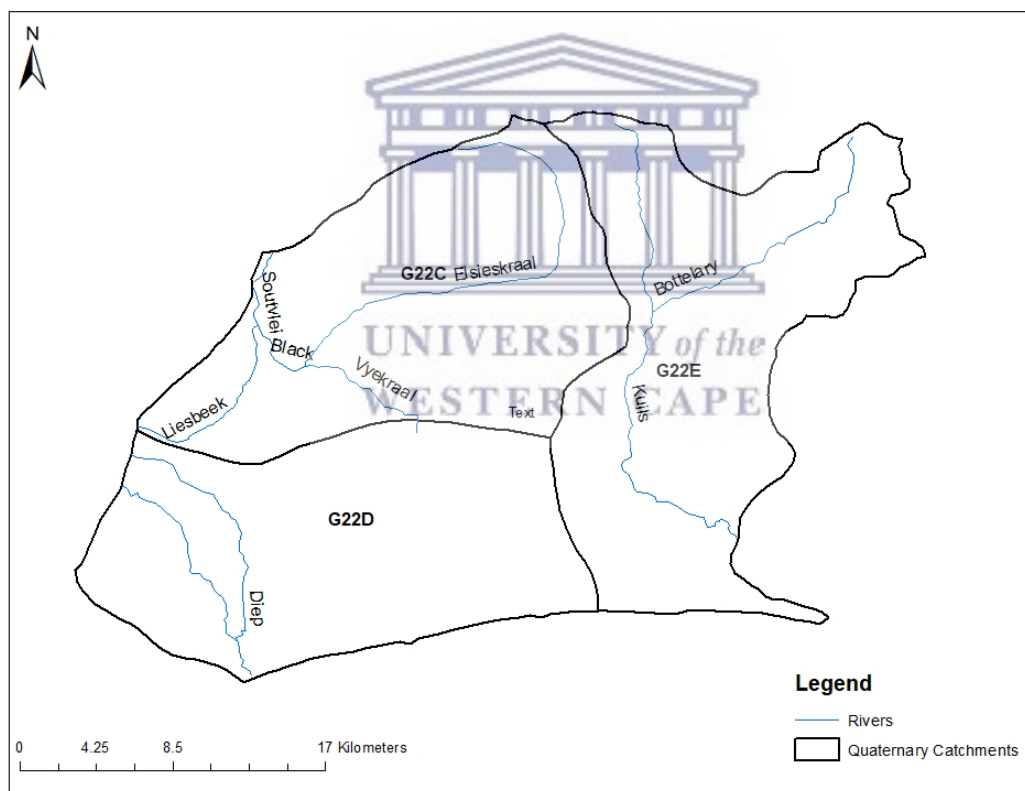 N
G22C Elsieskraal
Soutvlei
Bottelary
Black
UNIVERSITY of the
Vyekraal
G22E
WESTERN CAPE
Kuils
Liesbeek
Text
G22D
Diep
Legend
Rivers
Quaternary Catchments
0 4.25 8.5 17 Kilometers